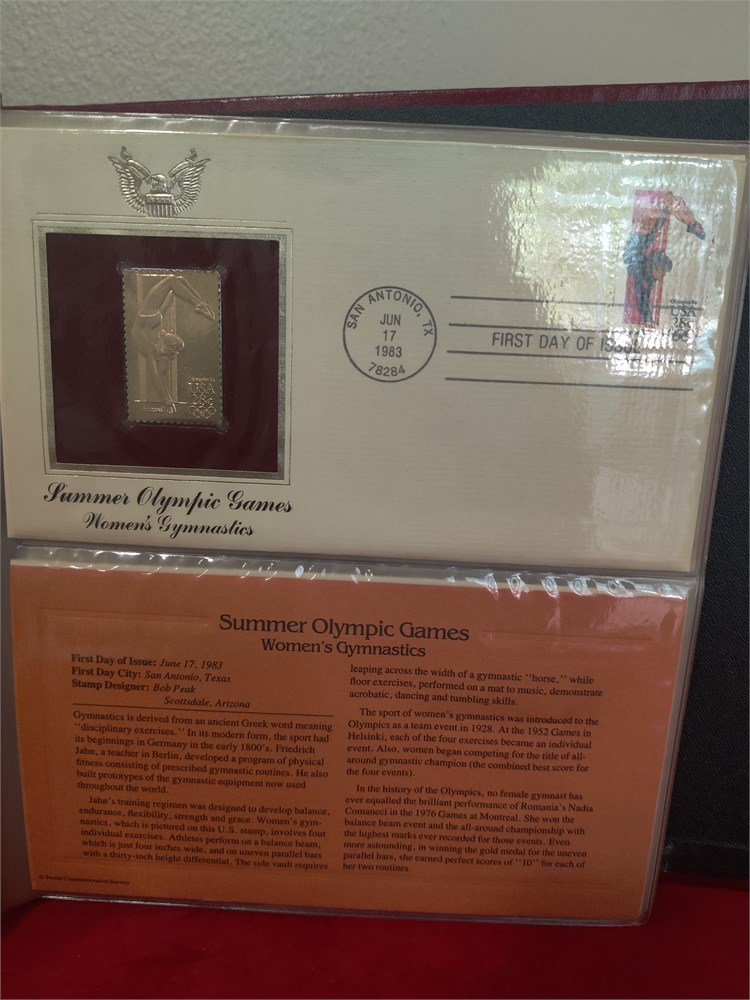 SAN ANTONIO, TX
JUN
17
1983
78284
FIRST DAY OF ISSUE
USA
Summer Olympic Games
Women's Gymnastics
Summer Olympic Games
Women's Gymnastics
First Day of Issue: June 17, 1983
First Day City: San Antonio, Texas
Stamp Designer: Bob Peak
Scottsdale, Arizona
Gymnastics is derived from an ancient Greek word meaning
"disciplinary exercises." In its modern form, the sport had
its beginnings in Germany in the early 1800's. Friedrich
Jahn, a teacher in Berlin, developed a program of physical
fitness consisting of prescribed gymnastic routines. He also
built prototypes of the gymnastic equipment now used
throughout the world.
Jahn's training regimen was designed to develop balance,
endurance, flexibility, strength and grace. Women's gym-
nastics, which is pictured on this U.S. stamp, involves four
individual exercises. Athletes perform on a balance beam,
which is just four inches wide, and on uneven parallel bars
with a thirty-inch height differential. The side vault requires
leaping across the width of a gymnastic "horse," while
floor exercises, performed on a mat to music, demonstrate
acrobatic, dancing and tumbling skills.
The sport of women's gymnastics was introduced to the
Olympics as a team event in 1928. At the 1952 Games in
Helsinki, each of the four exercises became an individual
event. Also, women began competing for the title of all-
around gymnastic champion (the combined best score for
the four events).
In the history of the Olympics, no female gymnast has
ever equalled the brilliant performance of Romania's Nadia
Comaneci in the 1976 Games at Montreal. She won the
balance beam event and the all-around championship with
the highest marks ever recorded for those events. Even
more astounding, in winning the gold medal for the uneven
parallel bars, she earned perfect scores of "10" for each of
her two routines.
© Postal Commemorative Society